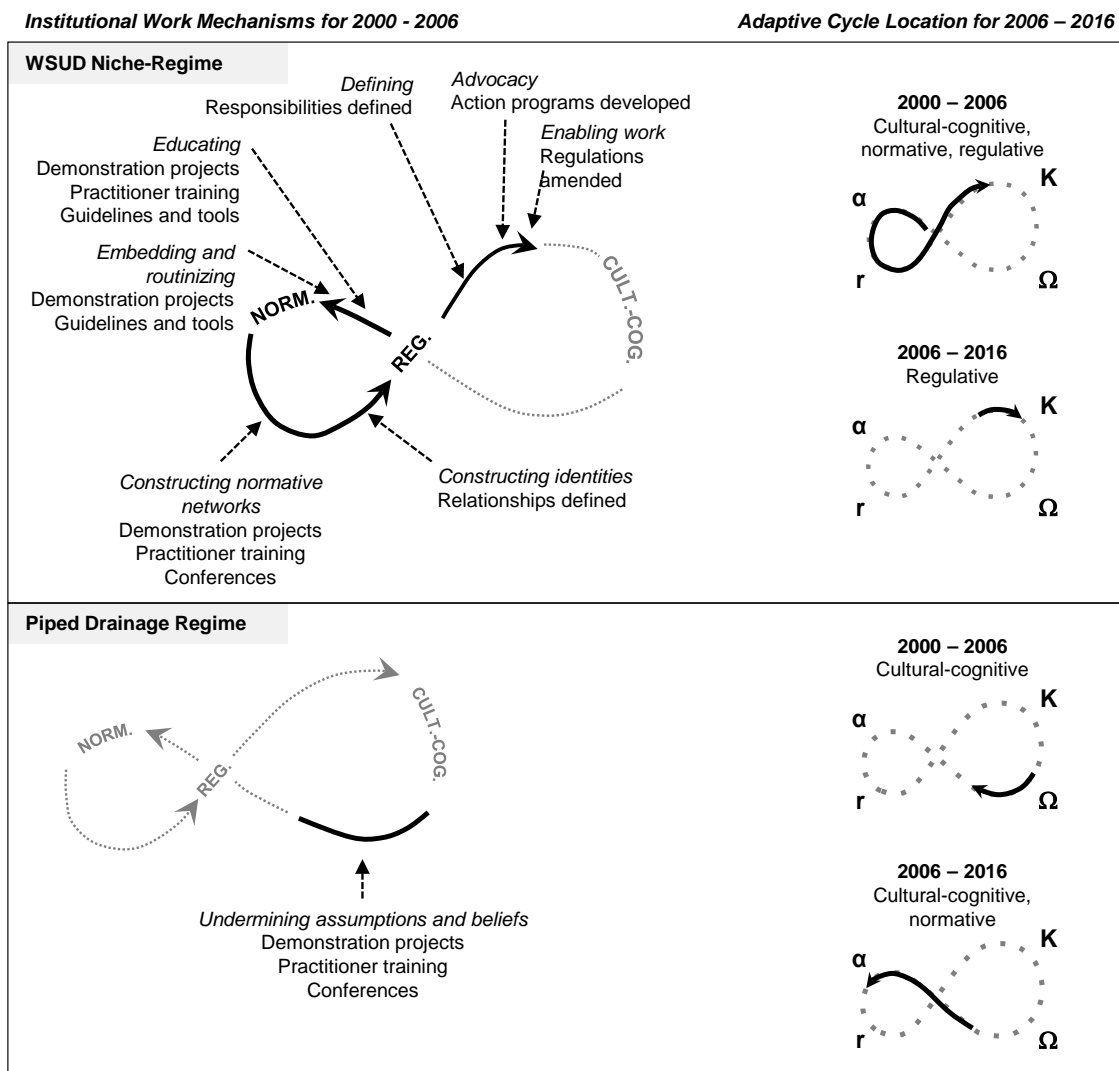 Institutional Work Mechanisms for 2000 - 2006
Adaptive Cycle Location for 2006 – 2016
WSUD Niche-Regime
Defining
Responsibilities defined
Advocacy
Action programs developed
Enabling work
Regulations
amended
Educating
Demonstration projects
Practitioner training
Guidelines and tools
Embedding and
routinizing
Demonstration projects
Guidelines and tools
NORM.
REG.
CULT.-COG.
Constructing normative
networks
Demonstration projects
Practitioner training
Conferences
Constructing identities
Relationships defined
2000 – 2006
Cultural-cognitive,
normative, regulative
α
K
r
Ω
2006 – 2016
Regulative
α
K
r
Ω
Piped Drainage Regime
NORM.
REG.
CULT.-COG.
Undermining assumptions and beliefs
Demonstration projects
Practitioner training
Conferences
2000 – 2006
Cultural-cognitive
α
K
r
Ω
2006 – 2016
Cultural-cognitive,
normative
α
K
r
Ω